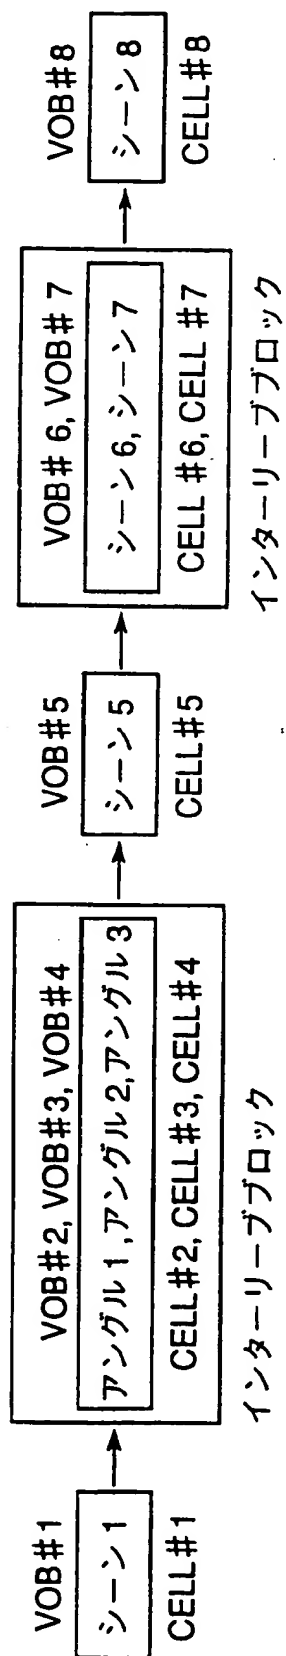 VOB#1
シーン1
CELL#1
VOB#2, VOB#3, VOB#4
アングル1,アングル2,アングル3
CELL#2, CELL#3, CELL#4
インターリーブブロック
VOB#5
シーン5
CELL#5
VOB# 6, VOB# 7
シーン6,シーン7
CELL #6, CELL #7
インターリーブブロック
VOB#8
シーン8
CELL#8